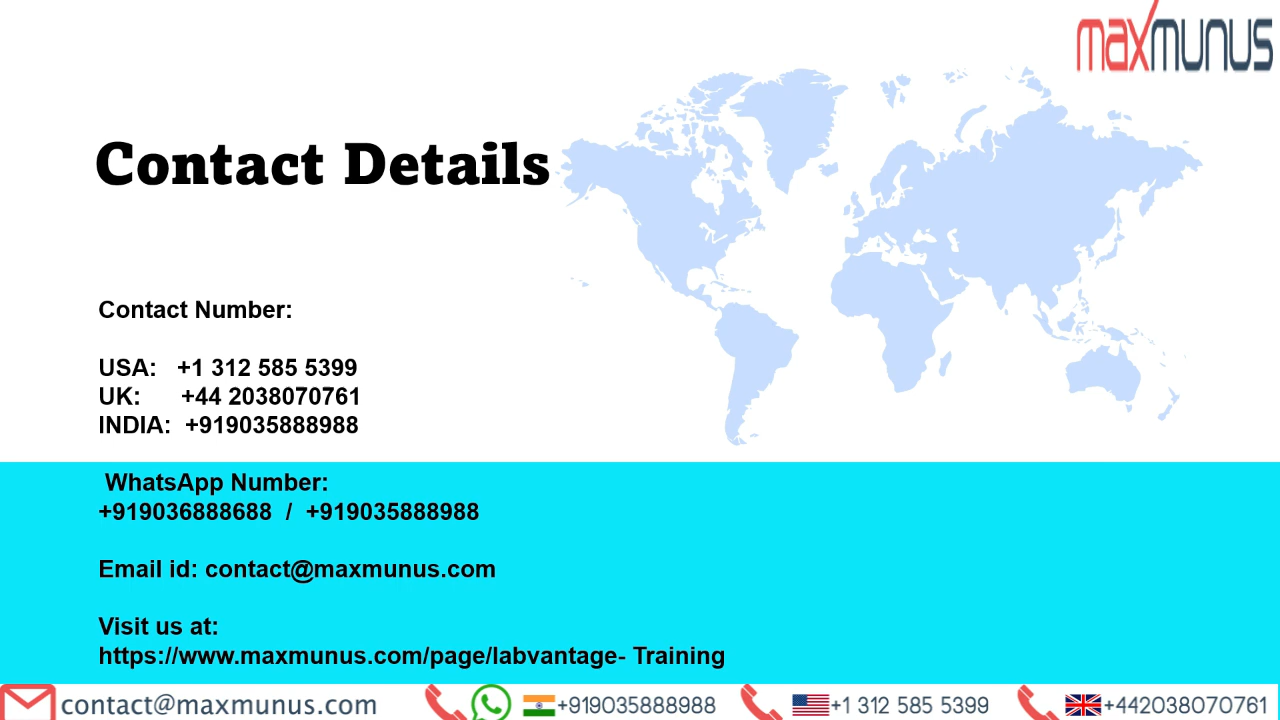 maxmunus
Contact Details
Contact Number:
USA: +1 312 585 5399
UK: +44 2038070761
INDIA: +919035888988
WhatsApp Number:
+919036888688 / +919035888988
Email id: contact@maxmunus.com
Visit us at:
https://www.maxmunus.com/page/labvantage- Training
contact@maxmunus.com +919035888988 +1 312 585 5399 +442038070761